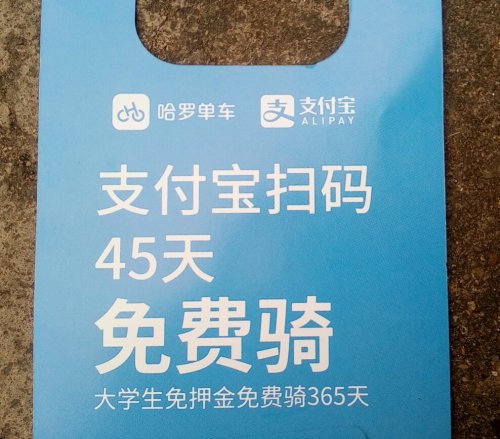 哈罗单车 支付宝
ALIPAY
支付宝扫码
45天
免费骑
大学生免押金免费骑365天